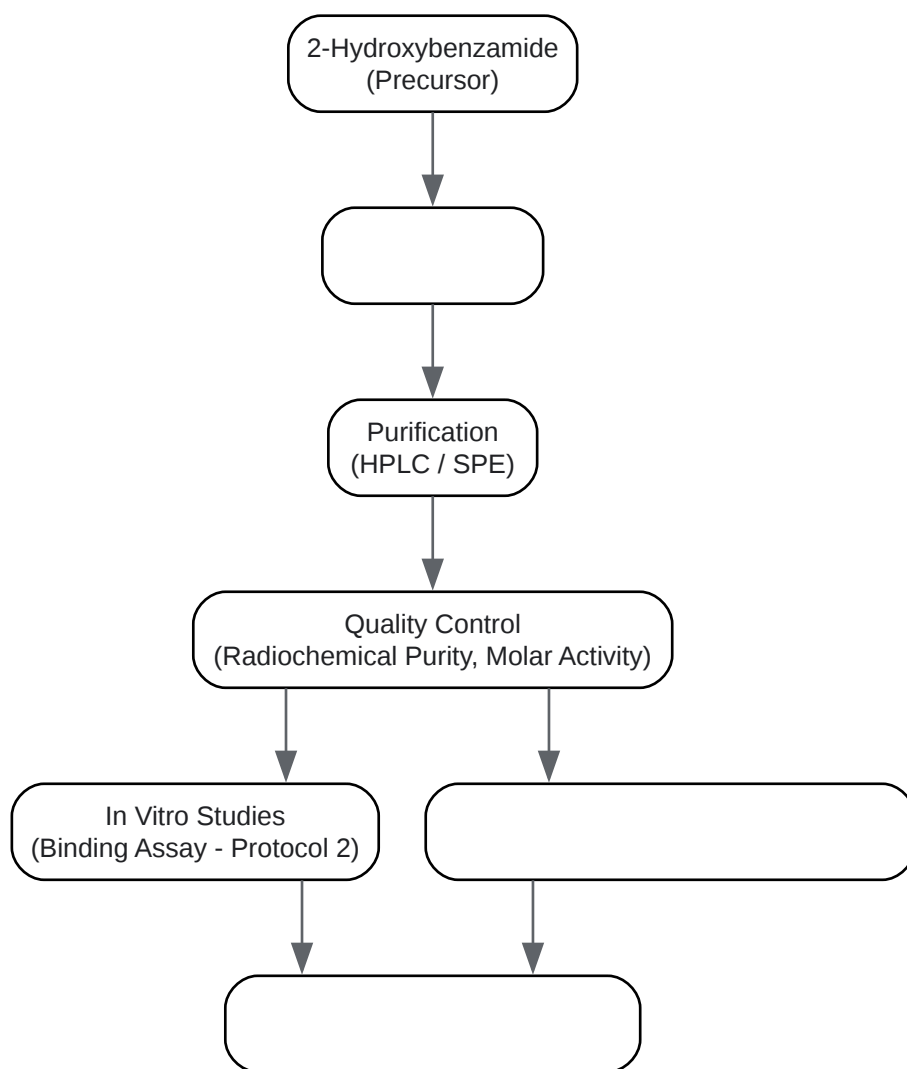 2-Hydroxybenzamide
(Precursor)
Purification
(HPLC / SPE)
Quality Control
(Radiochemical Purity, Molar Activity)
In Vitro Studies
(Binding Assay - Protocol 2)